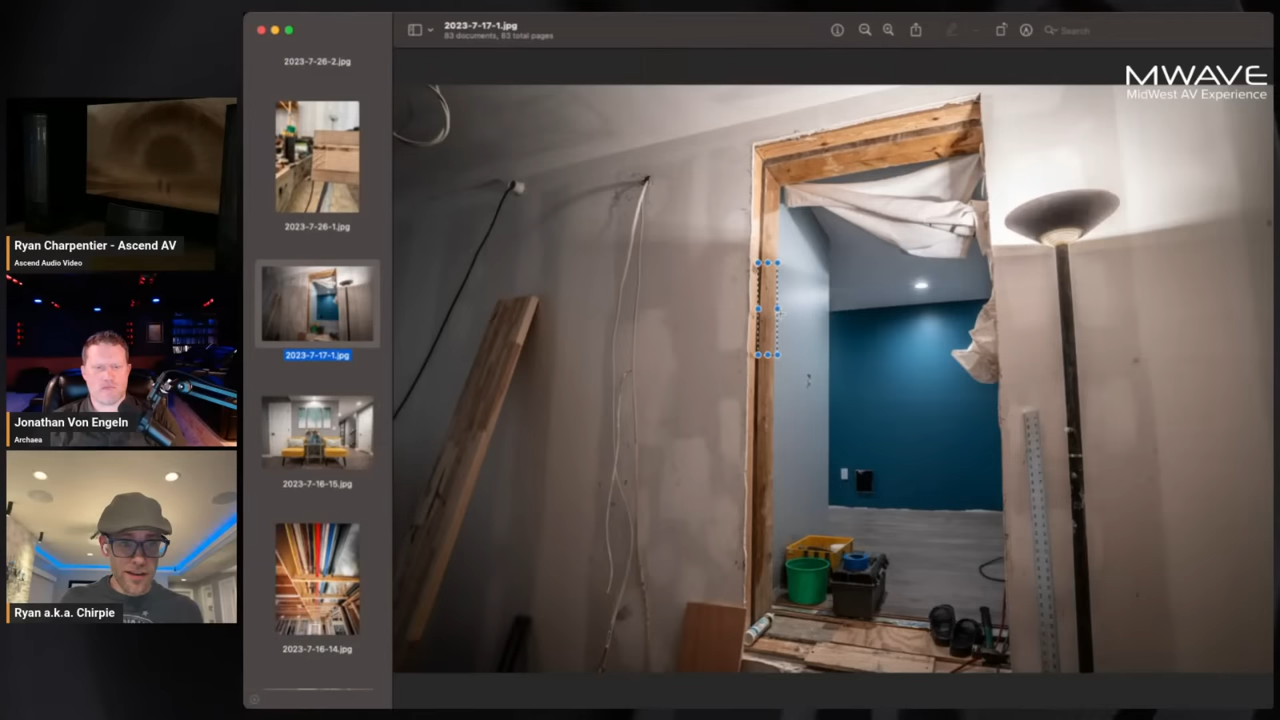 2023-7-17-1.jpg
83 documents, 83 total pages
Search
MWAVE
MidWest AV Experience
2023-7-26-2.jpg
2023-7-26-1.jpg
2023-7-17-1.jpg
2023-7-16-15.jpg
2023-7-16-14.jpg
Ryan Charpentier - Ascend AV
Ascend Audio Video
Jonathan Von Engeln
Archaea
Ryan a.k.a. Chirpie